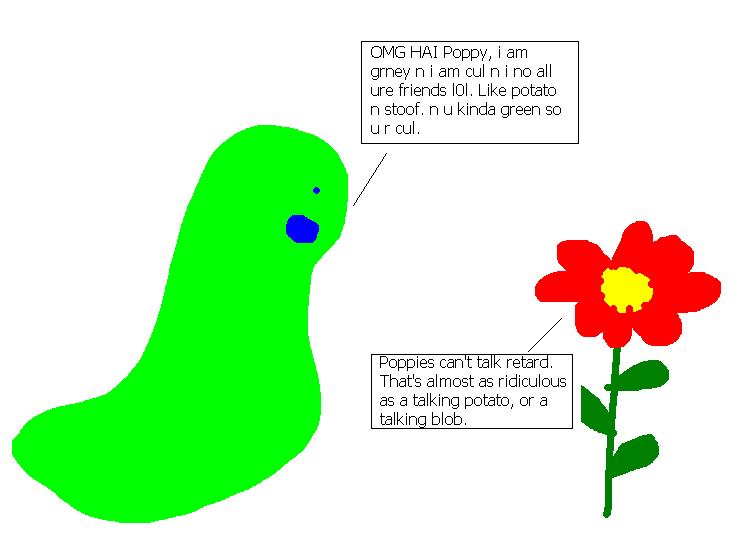 OMG HAI Poppy, i am
grney n i am cul n i no all
ure friends l0l. Like potato
n stoof. n u kinda green so
u r cul.
Poppies can't talk retard.
That's almost as ridiculous
as a talking potato, or a
talking blob.